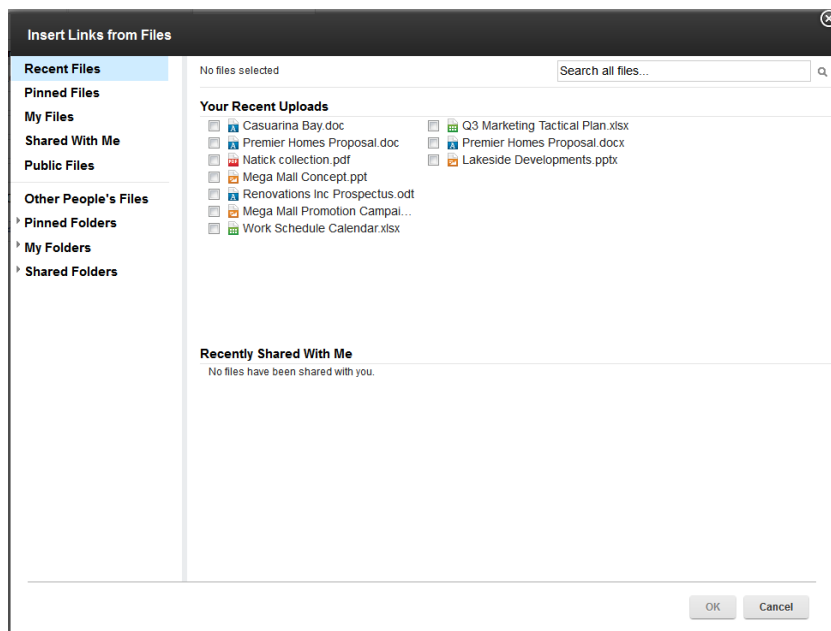 Insert Links from Files
Recent Files
Pinned Files
My Files
Shared With Me
Public Files
Other People's Files
Pinned Folders
My Folders
Shared Folders
No files selected
Search all files...
Your Recent Uploads
Casuarina Bay.doc
Premier Homes Proposal.doc
Natick collection.pdf
Mega Mall Concept.ppt
Renovations Inc Prospectus.odt
Mega Mall Promotion Campai...
Work Schedule Calendar.xlsx
Q3 Marketing Tactical Plan.xlsx
Premier Homes Proposal.docx
Lakeside Developments.pptx
Recently Shared With Me
No files have been shared with you.
OK
Cancel